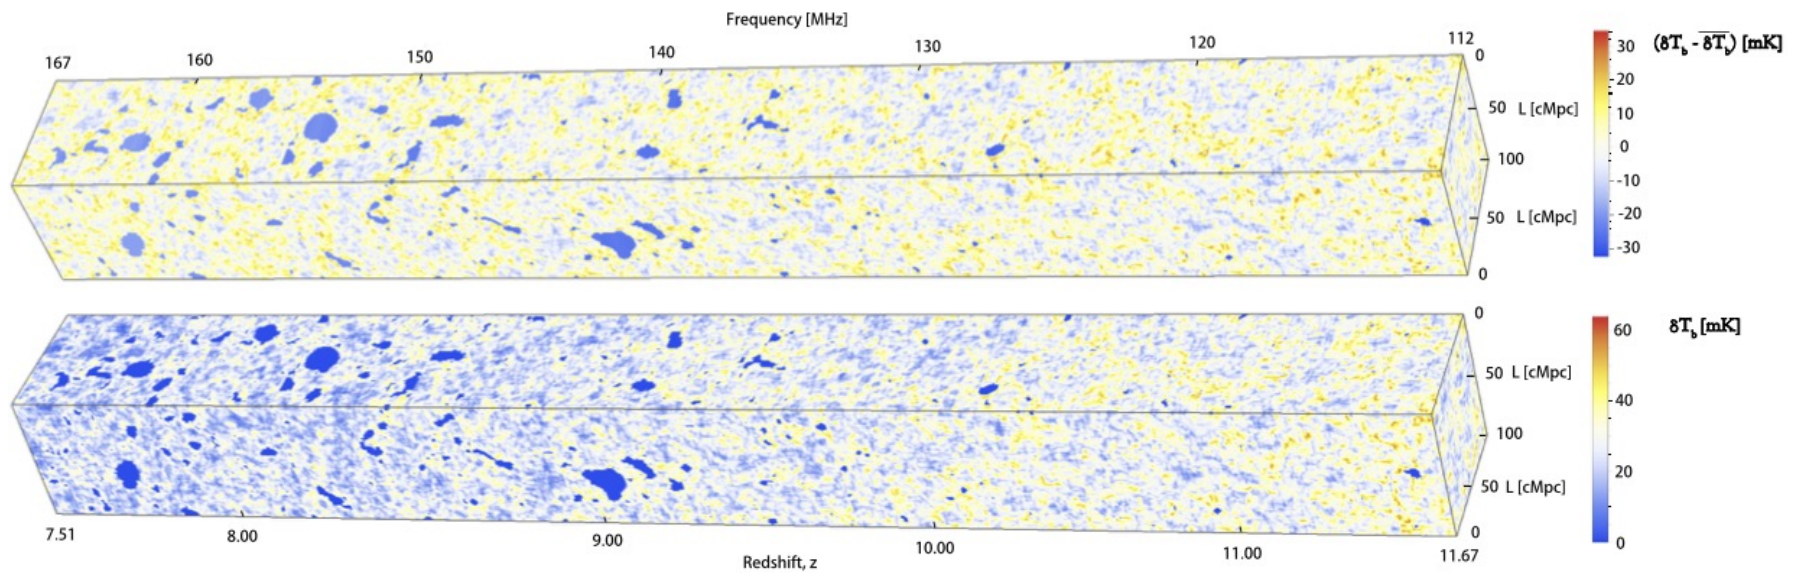 Frequency [MHz]
167 160 150 140 130 120 112
0
50 L [cMpc]
100
50 L [cMpc]
0
(δT_b - \overline{δT_b}) [mK]
30
20
10
0
-10
-20
-30
0
50 L [cMpc]
100
50 L [cMpc]
0
δT_b [mK]
60
40
20
0
7.51 8.00 9.00 10.00 11.00 11.67
Redshift, z